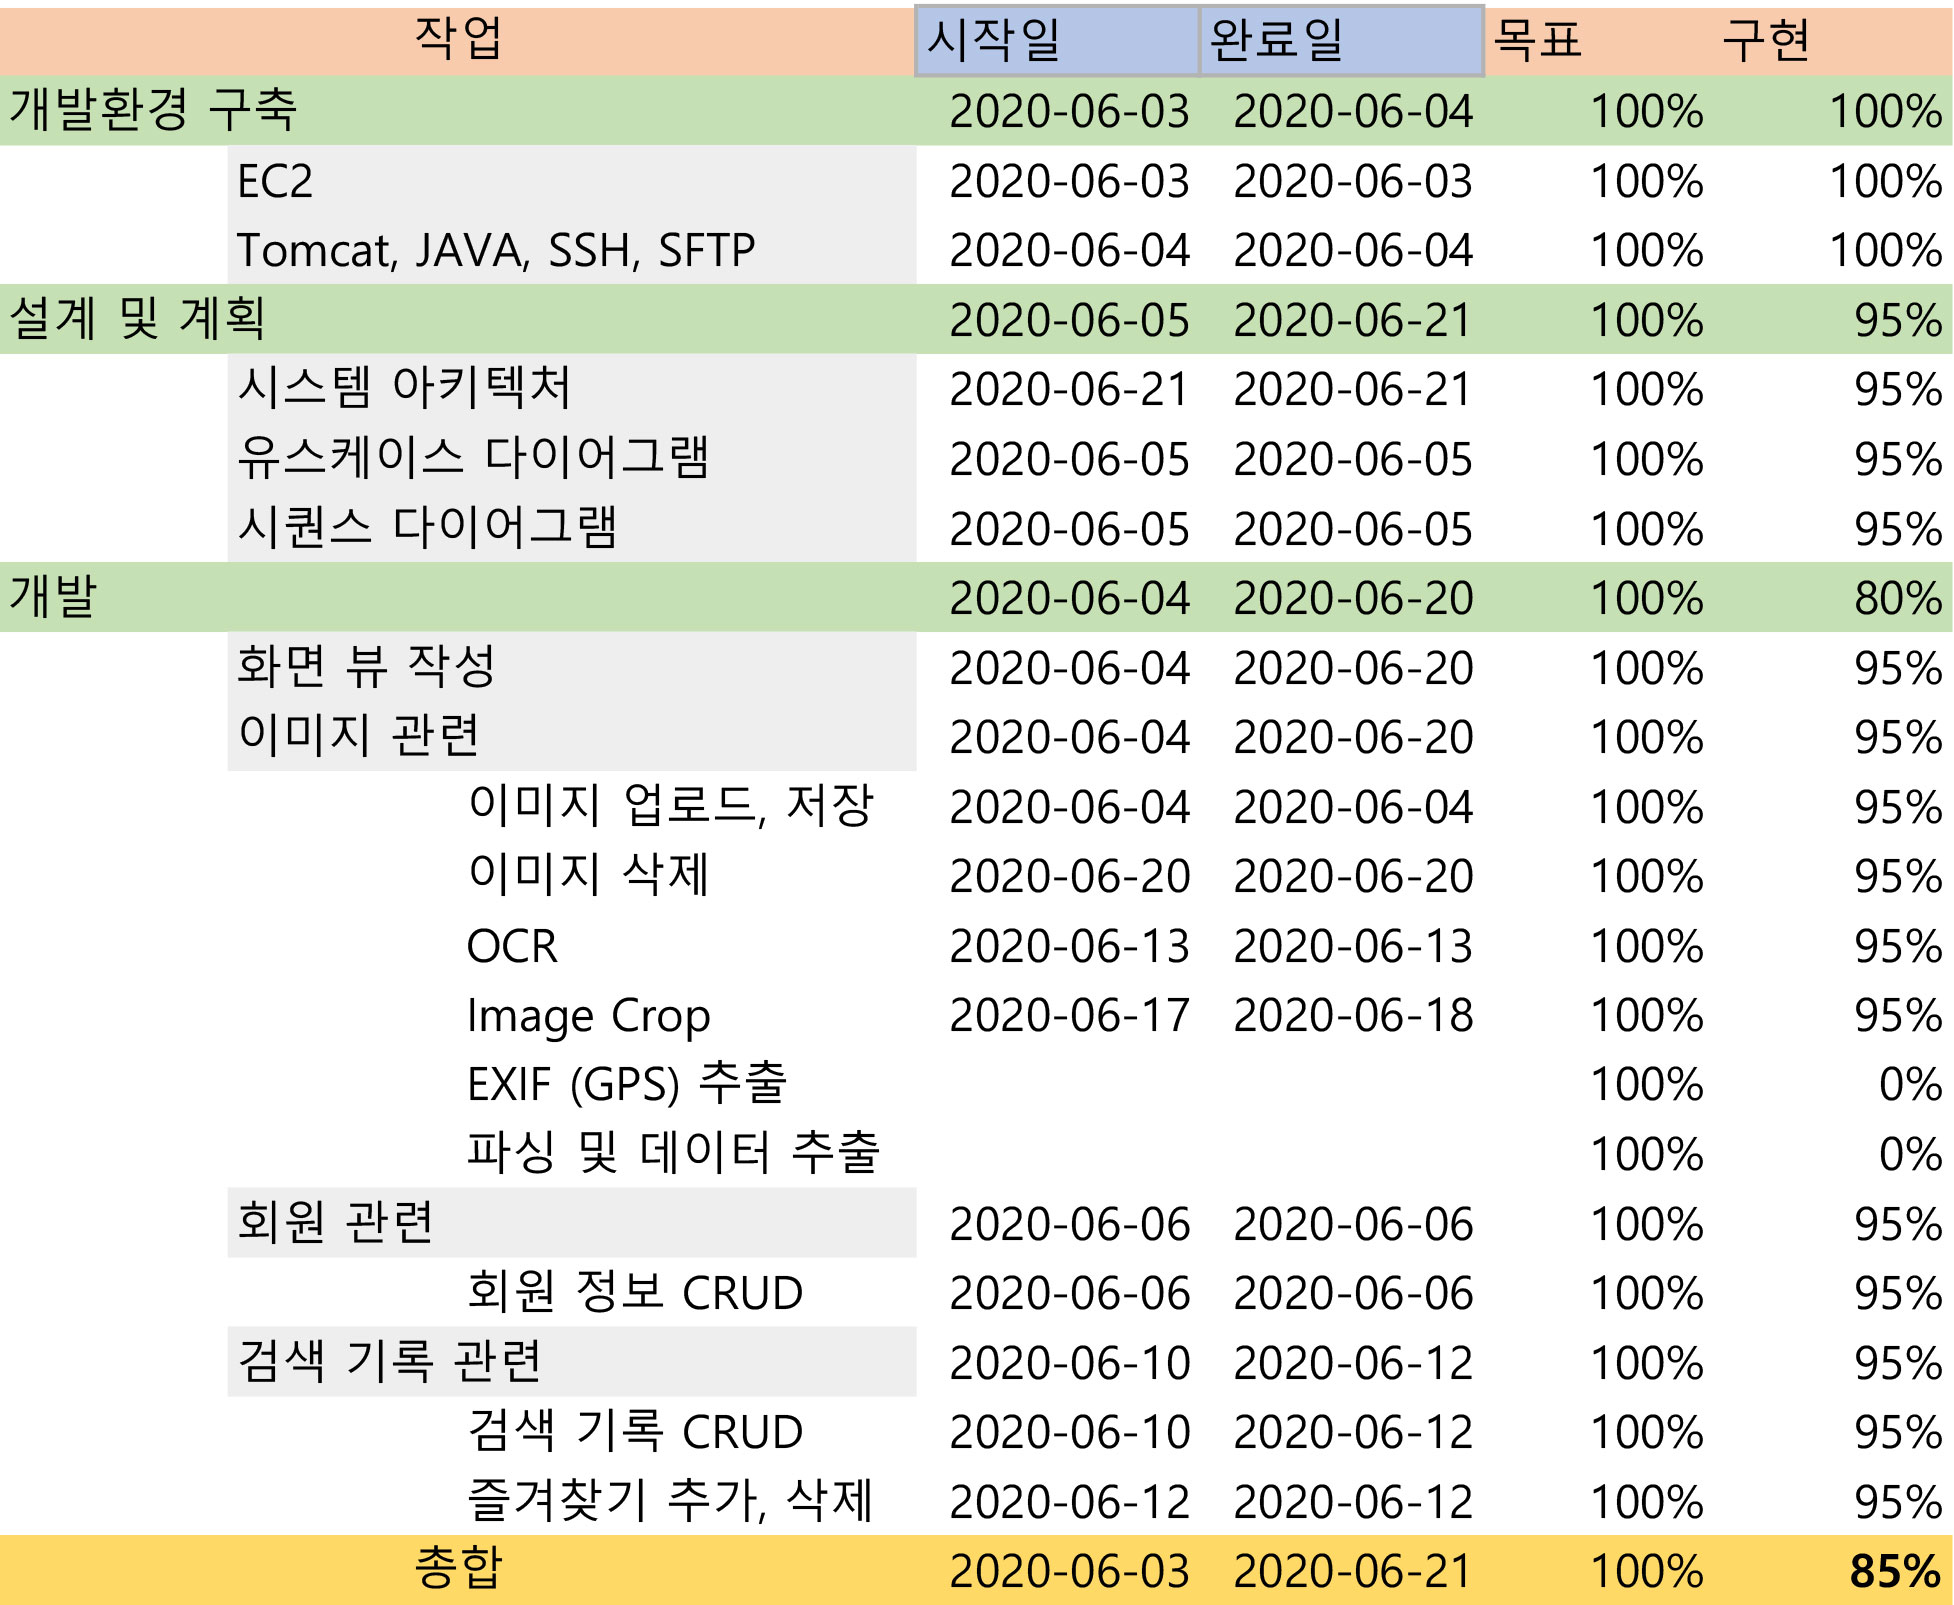 작업 시작일 완료일 목표 구현
개발환경 구축 2020-06-03 2020-06-04 100% 100%
EC2 2020-06-03 2020-06-03 100% 100%
Tomcat, JAVA, SSH, SFTP 2020-06-04 2020-06-04 100% 100%
설계 및 계획 2020-06-05 2020-06-21 100% 95%
시스템 아키텍처 2020-06-21 2020-06-21 100% 95%
유스케이스 다이어그램 2020-06-05 2020-06-05 100% 95%
시퀀스 다이어그램 2020-06-05 2020-06-05 100% 95%
개발 2020-06-04 2020-06-20 100% 80%
화면 뷰 작성 2020-06-04 2020-06-20 100% 95%
이미지 관련 2020-06-04 2020-06-20 100% 95%
이미지 업로드, 저장 2020-06-04 2020-06-04 100% 95%
이미지 삭제 2020-06-20 2020-06-20 100% 95%
OCR 2020-06-13 2020-06-13 100% 95%
Image Crop 2020-06-17 2020-06-18 100% 95%
EXIF (GPS) 추출 100% 0%
파싱 및 데이터 추출 100% 0%
회원 관련 2020-06-06 2020-06-06 100% 95%
회원 정보 CRUD 2020-06-06 2020-06-06 100% 95%
검색 기록 관련 2020-06-10 2020-06-12 100% 95%
검색 기록 CRUD 2020-06-10 2020-06-12 100% 95%
즐겨찾기 추가, 삭제 2020-06-12 2020-06-12 100% 95%
총합 2020-06-03 2020-06-21 100% 85%